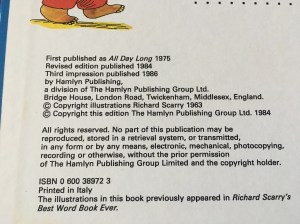 First published as All Day Long 1975
Revised edition published 1984
Third impression published 1986
by Hamlyn Publishing,
a division of The Hamlyn Publishing Group Ltd.
Bridge House, London Road, Twickenham, Middlesex, England.
© Copyright illustrations Richard Scarry 1963
© Copyright this edition The Hamlyn Publishing Group Ltd. 1984
All rights reserved. No part of this publication may be
reproduced, stored in a retrieval system, or transmitted,
in any form or by any means, electronic, mechanical, photocopying,
recording or otherwise, without the prior permission
of The Hamlyn Publishing Group Limited and the copyright holder.
ISBN 0 600 38972 3
Printed in Italy
The illustrations in this book previously appeared in Richard Scarry's
Best Word Book Ever.